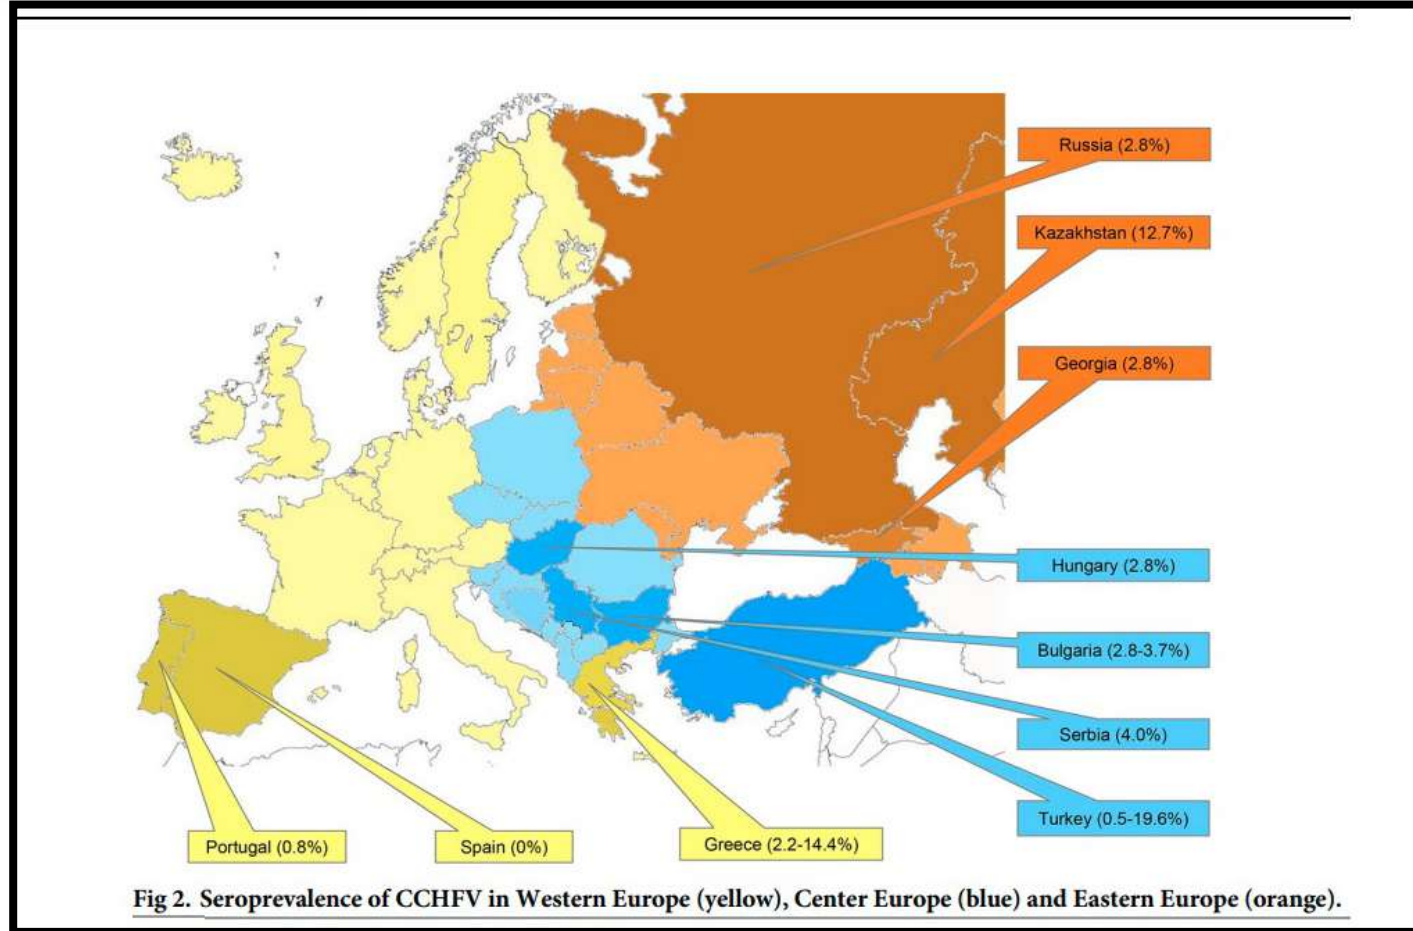 Russia (2.8%)
Kazakhstan (12.7%)
Georgia (2.8%)
Hungary (2.8%)
Bulgaria (2.8-3.7%)
Serbia (4.0%)
Turkey (0.5-19.6%)
Portugal (0.8%)
Spain (0%)
Greece (2.2-14.4%)
Fig 2. Seroprevalence of CCHFV in Western Europe (yellow), Center Europe (blue) and Eastern Europe (orange).